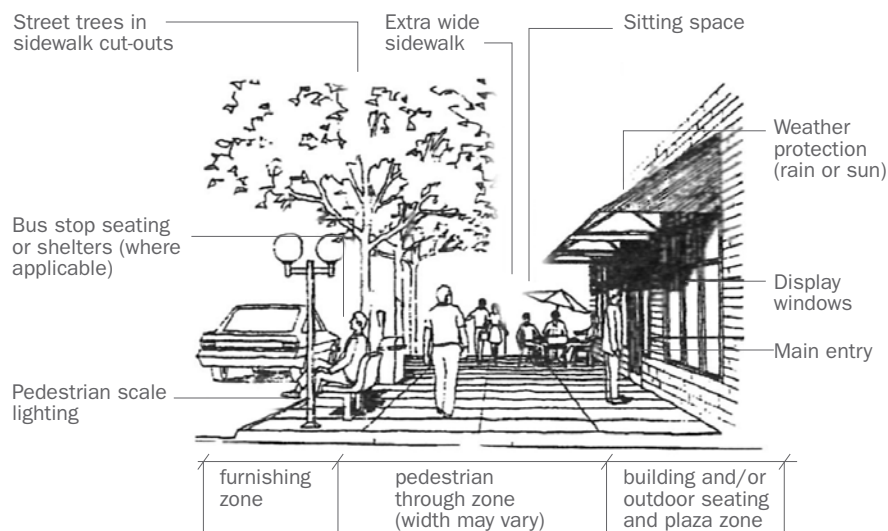 Street trees in
sidewalk cut-outs
Extra wide
sidewalk
Sitting space
Weather
protection
(rain or sun)
Bus stop seating
or shelters (where
applicable)
Display
windows
Main entry
Pedestrian scale
lighting
furnishing
zone
pedestrian
through zone
(width may vary)
building and/or
outdoor seating
and plaza zone